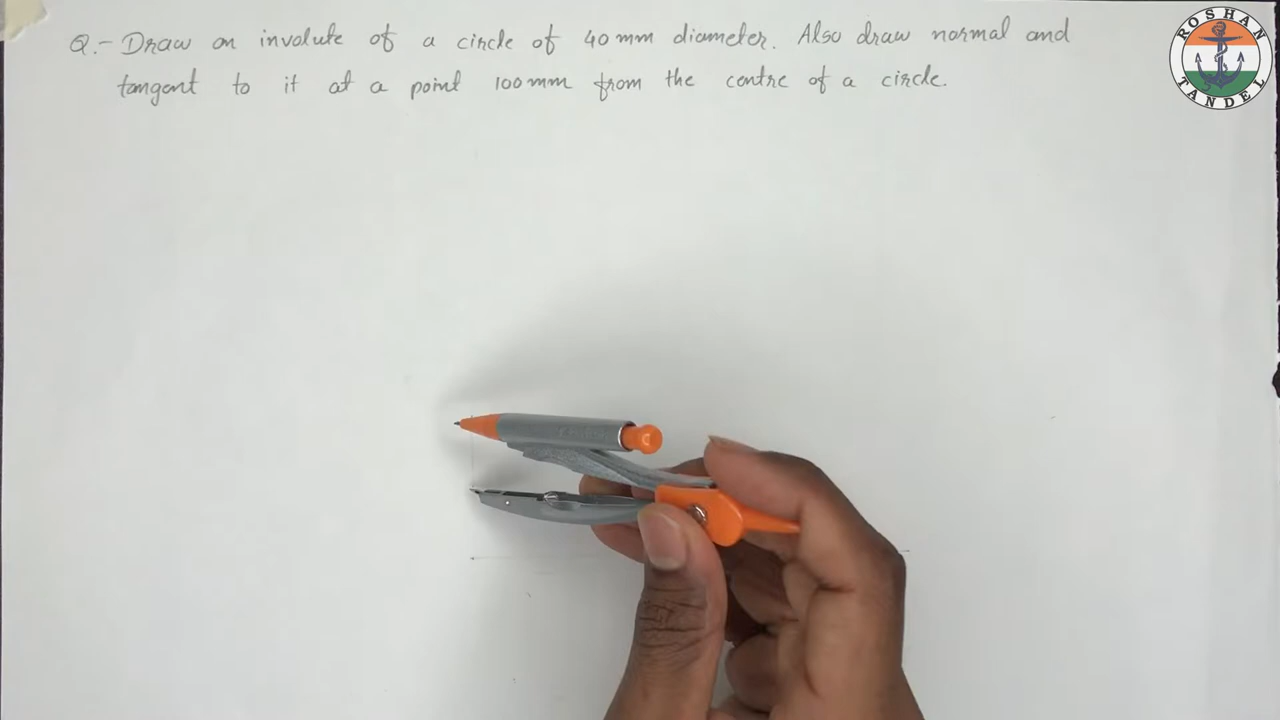 Q.- Draw an involute of a circle of 40 mm diameter. Also draw normal and
tangent to it at a point 100 mm from the centre of a circle.
ROSHAN
TANDEL